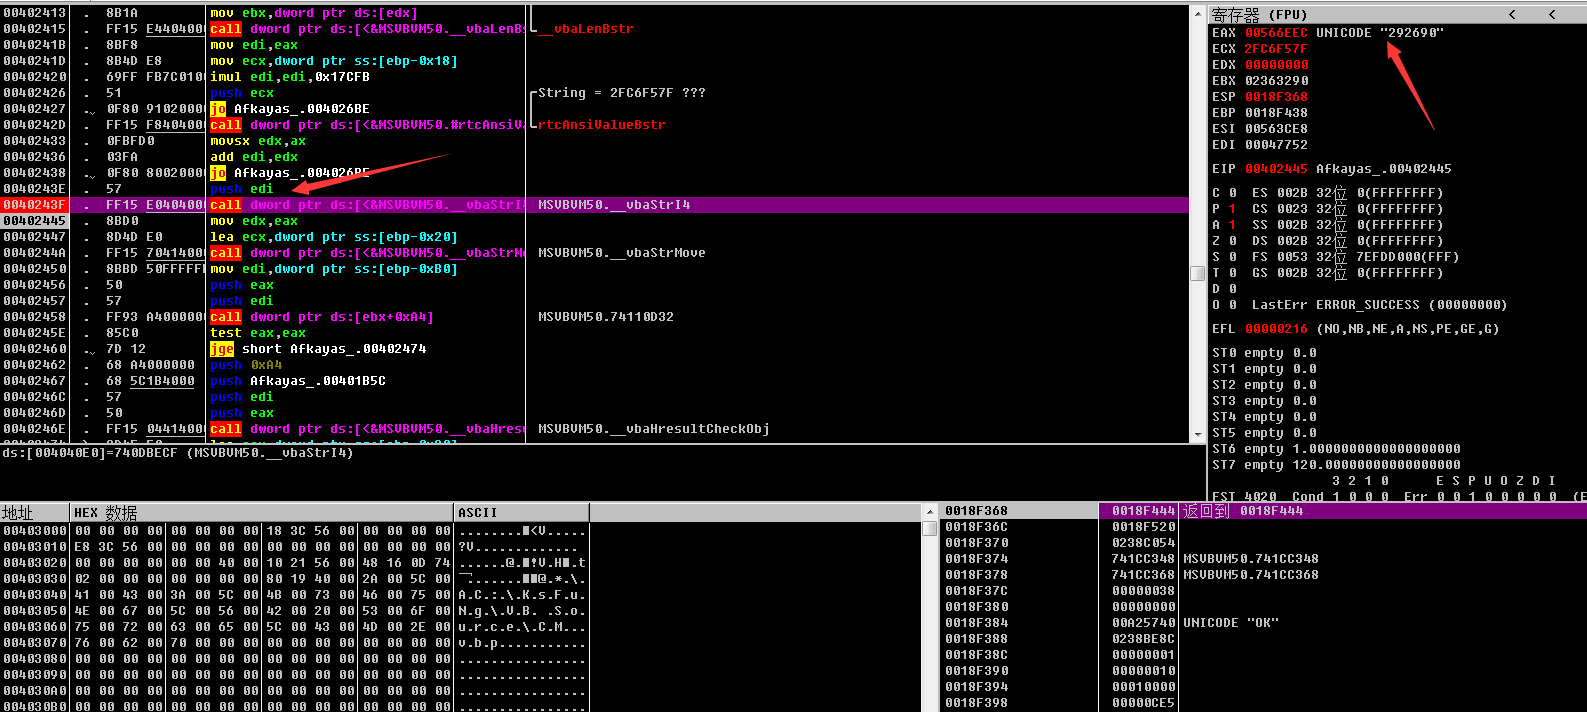 00402413 . 8B1A mov ebx,dword ptr ds:[edx]
00402415 . FF15 E4404000 call dword ptr ds:[<&MSVBVM50.__vbaLenBs __vbaLenBstr
0040241B . 8BF8 mov edi,eax
0040241D . 8B4D E8 mov ecx,dword ptr ss:[ebp-0x18]
00402420 . 69FF FB7C0100 imul edi,edi,0x17CFB
00402426 . 51 push ecx String = 2FC6F57F ???
00402427 . 0F80 91020000 jo Afkayas_.004026BE
0040242D . FF15 F8404000 call dword ptr ds:[<&MSVBVM50.#rtcAnsiVa rtcAnsiValueBstr
00402433 . 0FBFD0 movsx edx,ax
00402436 . 03FA add edi,edx
00402438 . 0F80 80020000 jo Afkayas_.004026BE
0040243E . 57 push edi
0040243F . FF15 E0404000 call dword ptr ds:[<&MSVBVM50.__vbaStrI4 MSVBVM50.__vbaStrI4
00402445 . 8BD0 mov edx,eax
00402447 . 8D4D E0 lea ecx,dword ptr ss:[ebp-0x20]
0040244A . FF15 70414000 call dword ptr ds:[<&MSVBVM50.__vbaStrMo MSVBVM50.__vbaStrMove
00402450 . 8BBD 50FFFFFF mov edi,dword ptr ss:[ebp-0xB0]
00402456 . 50 push eax
00402457 . 57 push edi
00402458 . FF93 A4000000 call dword ptr ds:[ebx+0xA4] MSVBVM50.74110D32
0040245E . 85C0 test eax,eax
00402460 . 7D 12 jge short Afkayas_.00402474
00402462 . 68 A4000000 push 0xA4
00402467 . 68 5C1B4000 push Afkayas_.00401B5C
0040246C . 57 push edi
0040246D . 50 push eax
0040246E . FF15 04414000 call dword ptr ds:[<&MSVBVM50.__vbaHresu MSVBVM50.__vbaHresultCheckObj
ds:[004040E0]=740DBECF (MSVBVM50.__vbaStrI4)
寄存器 (FPU) < <
EAX 00566EEC UNICODE "292690"
ECX 2FC6F57F
EDX 00000000
EBX 02363290
ESP 0018F368
EBP 0018F438
ESI 00563CE8
EDI 00047752
EIP 00402445 Afkayas_.00402445
C 0 ES 002B 32位 0(FFFFFFFF)
P 1 CS 0023 32位 0(FFFFFFFF)
A 1 SS 002B 32位 0(FFFFFFFF)
Z 0 DS 002B 32位 0(FFFFFFFF)
S 0 FS 0053 32位 7EFDD000(FFF)
T 0 GS 002B 32位 0(FFFFFFFF)
D 0
O 0 LastErr ERROR_SUCCESS (00000000)
EFL 00000216 (NO,NB,NE,A,NS,PE,GE,G)
ST0 empty 0.0
ST1 empty 0.0
ST2 empty 0.0
ST3 empty 0.0
ST4 empty 0.0
ST5 empty 0.0
ST6 empty 1.0000000000000000000
ST7 empty 120.00000000000000000
3 2 1 0 E S P U O Z D I
FST 4020 Cond 1 0 0 0 Err 0 0 1 0 0 0 0 0 (E
地址 HEX 数据 ASCII
00403000 00 00 00 00 00 00 00 00 18 3C 56 00 00 00 00 00 ........█<V.....
00403010 E8 3C 56 00 00 00 00 00 00 00 00 00 00 00 00 00 ?V.............
00403020 00 00 00 00 00 00 40 00 10 21 56 00 48 16 0D 74
00403030 02 00 00 00 00 00 00 00 80 19 40 00 2A 00 5C 00
00403040 41 00 43 00 3A 00 5C 00 4B 00 73 00 46 00 75 00 A.C.:.\.K.s.F.u.
00403050 4E 00 67 00 5C 00 56 00 42 00 20 00 53 00 6F 00 N.g.\.V.B. .S.o.
00403060 75 00 72 00 63 00 65 00 5C 00 43 00 4D 00 2E 00 u.r.c.e.\.C.M...
00403070 76 00 62 00 70 00 00 00 00 00 00 00 00 00 00 00 v.b.p...........
00403080 00 00 00 00 00 00 00 00 00 00 00 00 00 00 00 00 ................
00403090 00 00 00 00 00 00 00 00 00 00 00 00 00 00 00 00 ................
004030A0 00 00 00 00 00 00 00 00 00 00 00 00 00 00 00 00 ................
004030B0 00 00 00 00 00 00 00 00 00 00 00 00 00 00 00 00 ................
0018F368 0018F444 返回到 0018F444
0018F36C 0018F520
0018F370 0238C054
0018F374 741CC348 MSVBVM50.741CC348
0018F378 741CC368 MSVBVM50.741CC368
0018F37C 00000038
0018F380 00000000
0018F384 00A25740 UNICODE "OK"
0018F388 0238BE8C
0018F38C 00000001
0018F390 00000010
0018F394 00010000
0018F398 00000CE5